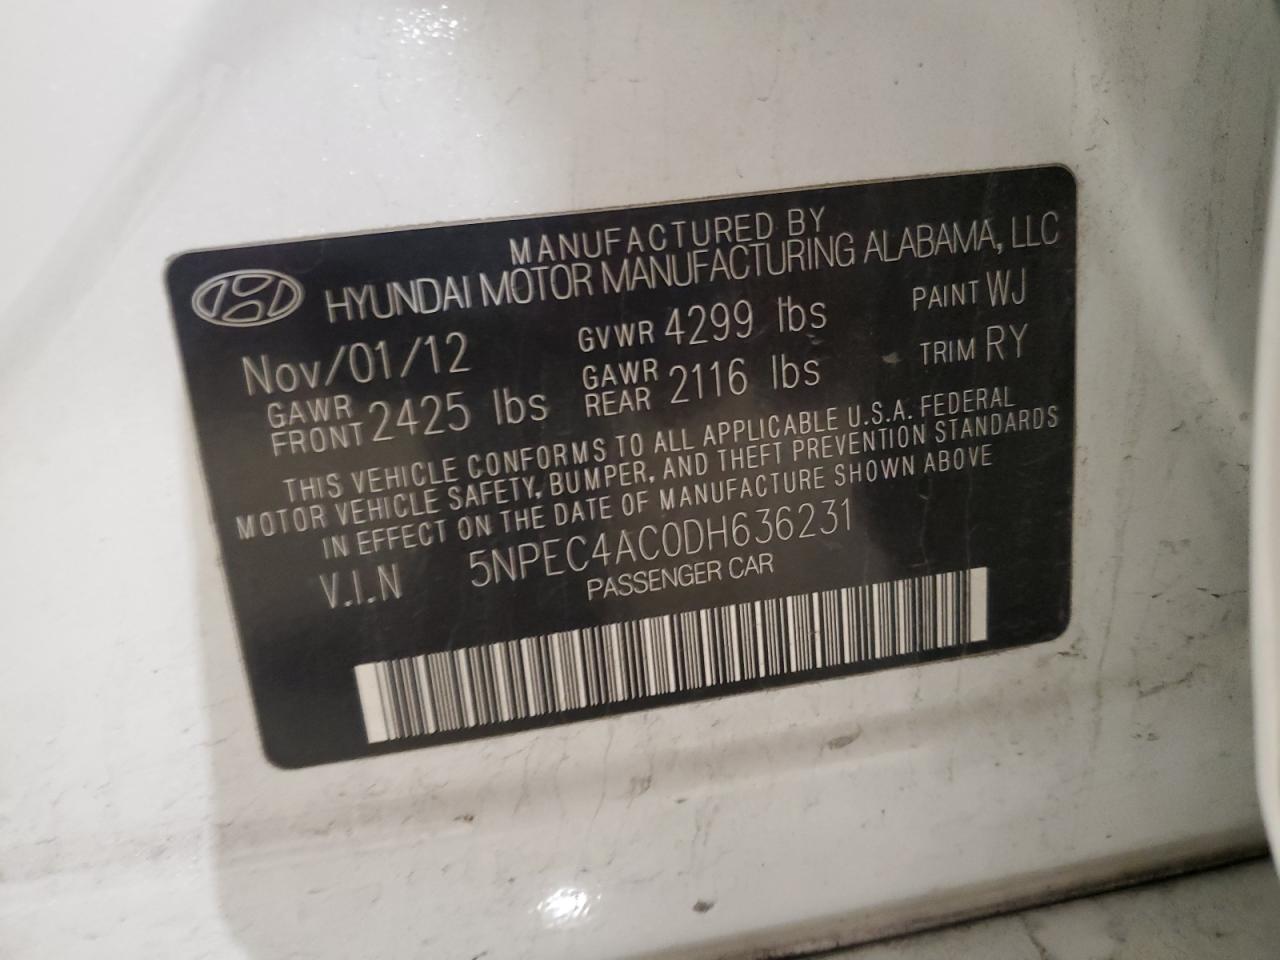 MANUFACTURED BY
HYUNDAI MOTOR MANUFACTURING ALABAMA, LLC
Nov/01/12 GVWR 4299 lbs PAINT WJ
GAWR FRONT 2425 lbs GAWR REAR 2116 lbs TRIM RY
THIS VEHICLE CONFORMS TO ALL APPLICABLE U.S.A. FEDERAL
MOTOR VEHICLE SAFETY, BUMPER, AND THEFT PREVENTION STANDARDS
IN EFFECT ON THE DATE OF MANUFACTURE SHOWN ABOVE
V.I.N 5NPEC4AC0DH636231
PASSENGER CAR